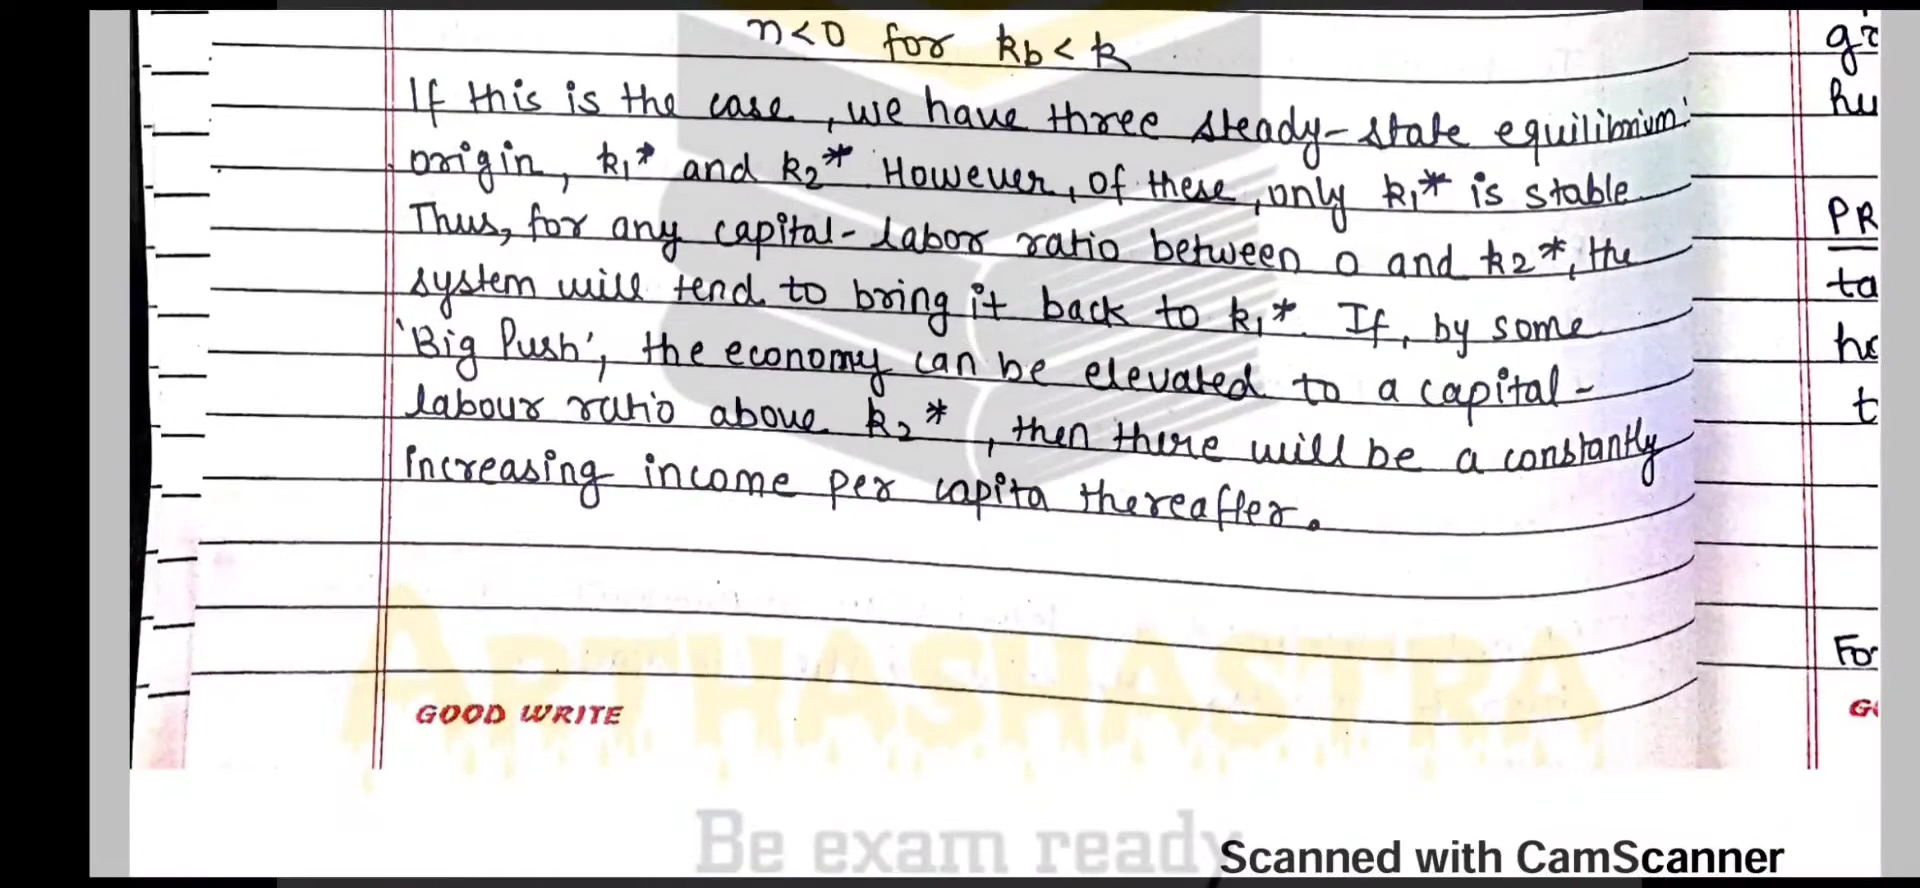 n<0 for kb<k
If this is the case, we have three steady-state equilibrium:
origin, k₁* and k₂*. However, of these, only k₁* is stable.
Thus, for any capital-labor ratio between 0 and k₂*, the
system will tend to bring it back to k₁*. If, by some
'Big Push', the economy can be elevated to a capital-
labour ratio above k₂*, then there will be a constantly
increasing income per capita thereafter.
GOOD WRITE
ARTHASHASTRA
Be exam ready
Scanned with CamScanner
hu
PR
ta
t
For